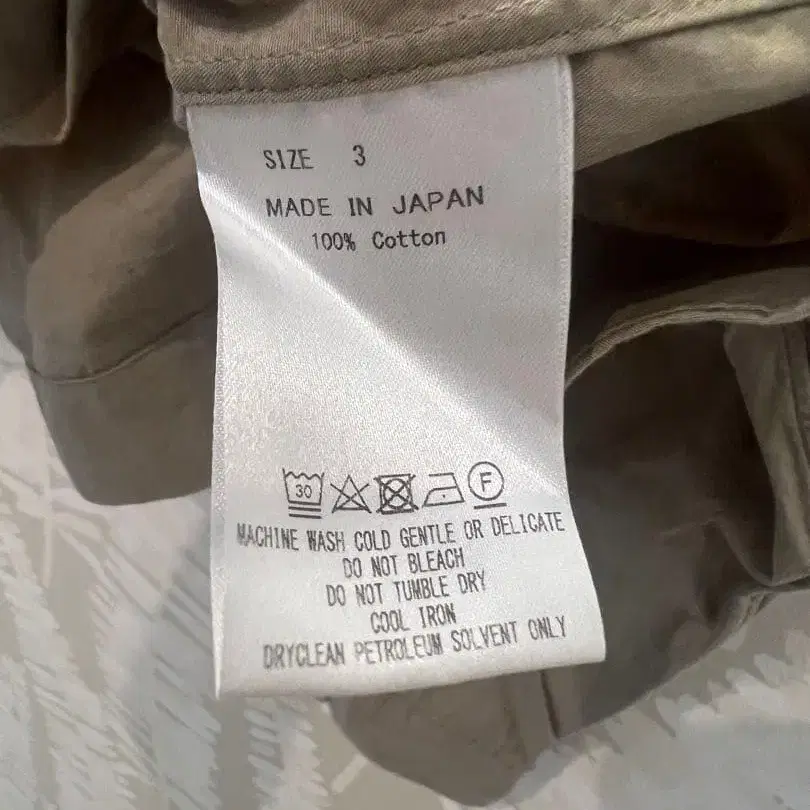 SIZE 3
MADE IN JAPAN
100% Cotton
30 F
MACHINE WASH COLD GENTLE OR DELICATE
DO NOT BLEACH
DO NOT TUMBLE DRY
COOL IRON
DRYCLEAN PETROLEUM SOLVENT ONLY